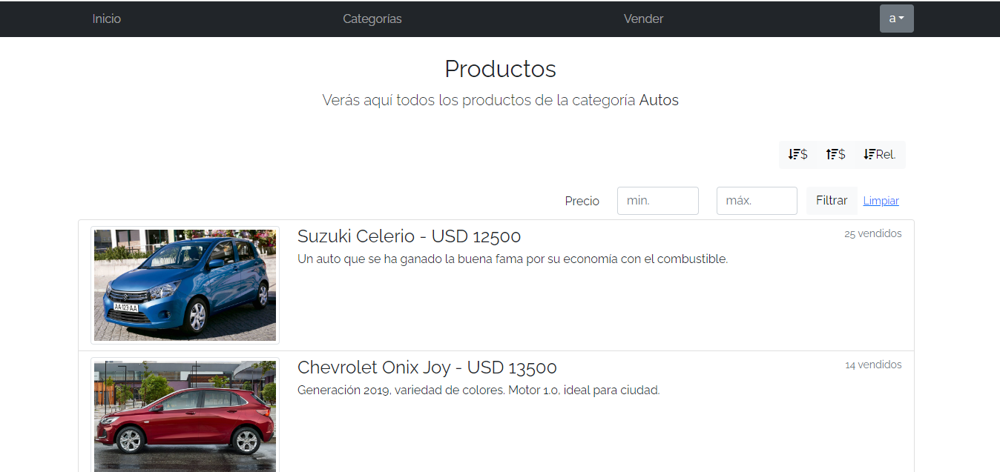 Inicio Categorías Vender a
Productos
Verás aquí todos los productos de la categoría Autos
$ $ Rel.
Precio min. máx. Filtrar Limpiar
Suzuki Celerio - USD 12500 25 vendidos
Un auto que se ha ganado la buena fama por su economía con el combustible.
AA·123 AA
Chevrolet Onix Joy - USD 13500 14 vendidos
Generación 2019, variedad de colores. Motor 1.0, ideal para ciudad.